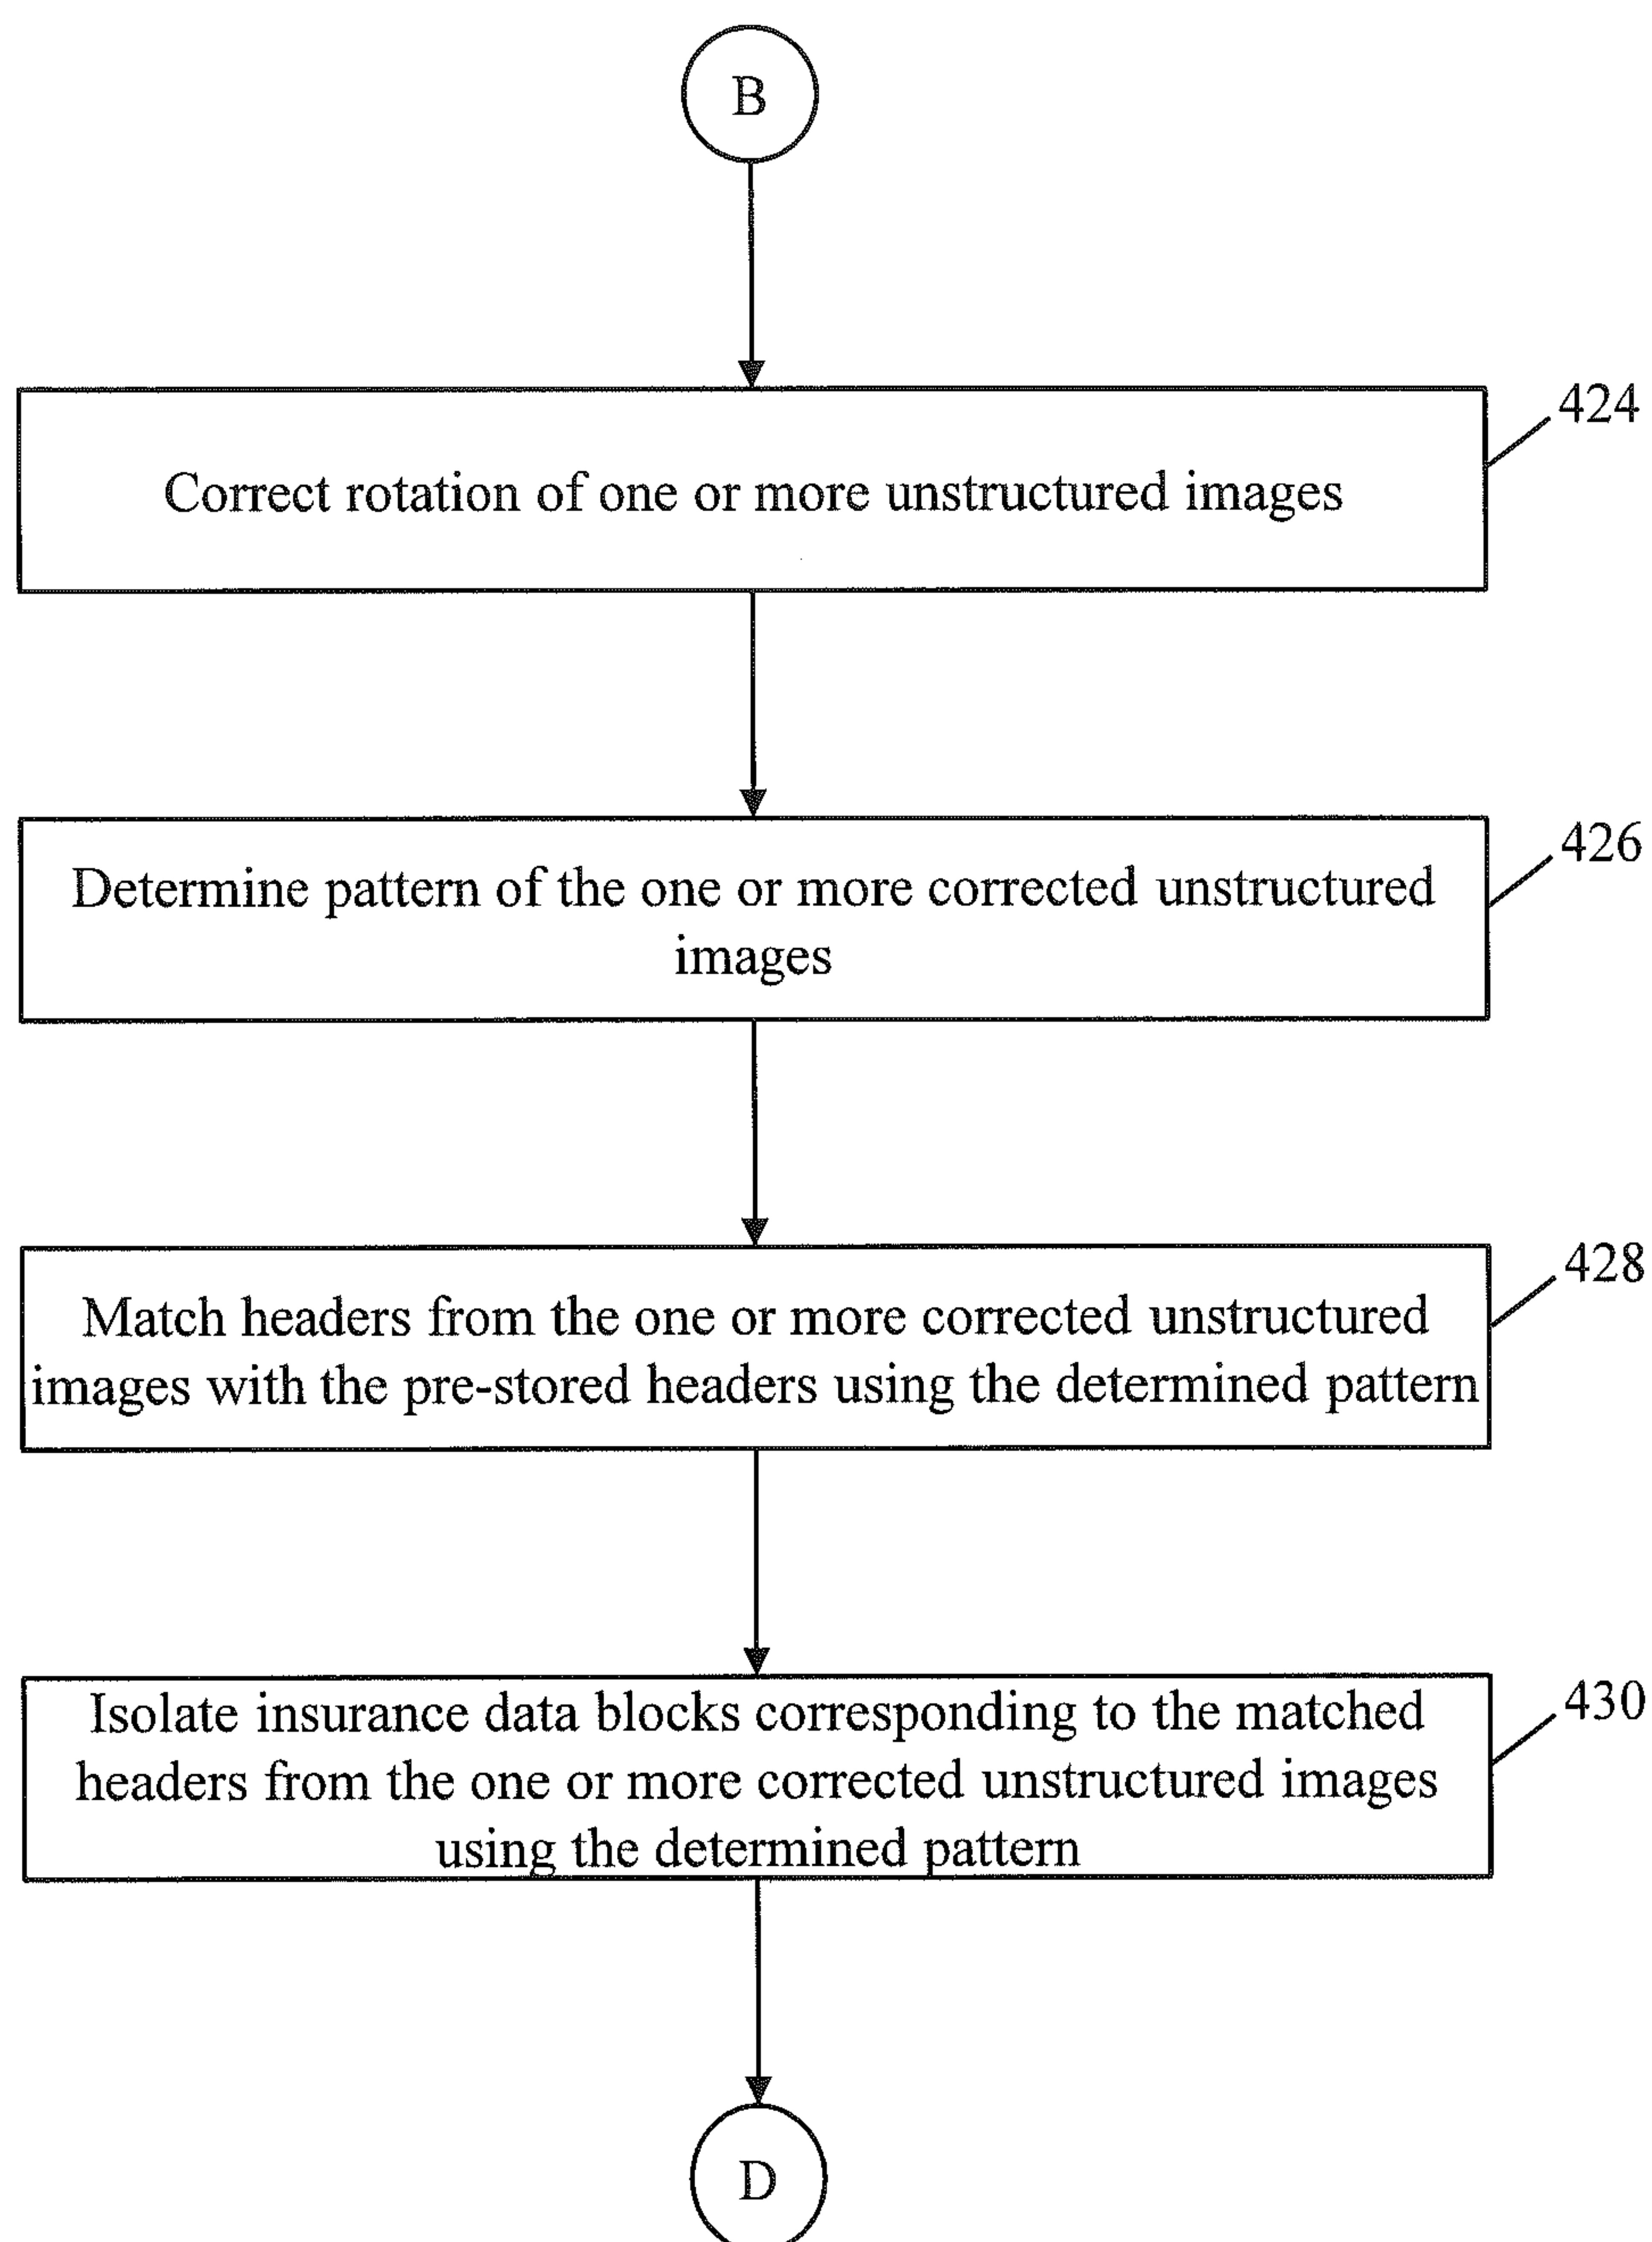 B
424
Correct rotation of one or more unstructured images
426
Determine pattern of the one or more corrected unstructured
images
428
Match headers from the one or more corrected unstructured
images with the pre-stored headers using the determined pattern
430
Isolate insurance data blocks corresponding to the matched
headers from the one or more corrected unstructured images
using the determined pattern
D